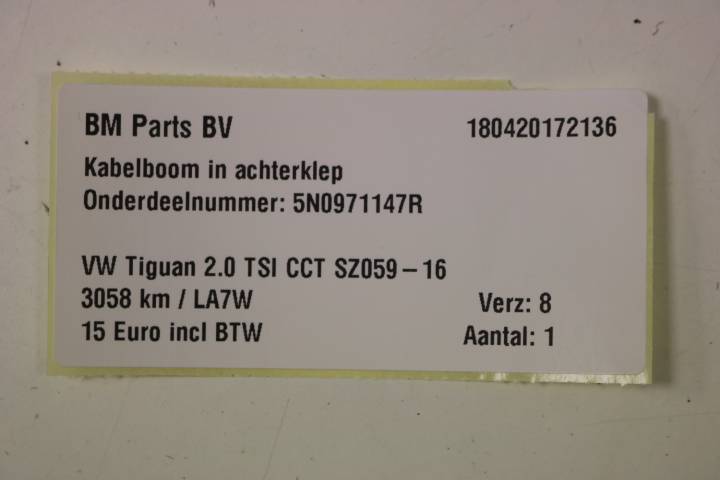 BM Parts BV 180420172136
Kabelboom in achterklep
Onderdeelnummer: 5N0971147R
VW Tiguan 2.0 TSI CCT SZ059 – 16
3058 km / LA7W Verz: 8
15 Euro incl BTW Aantal: 1